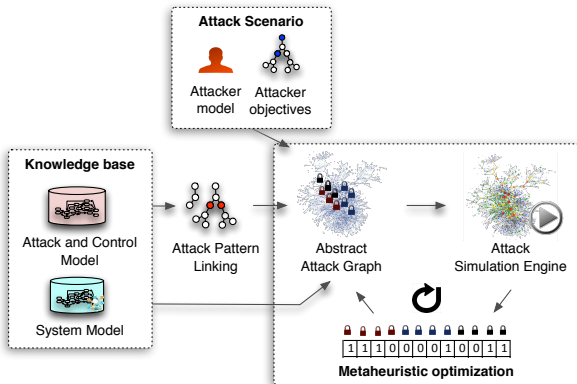 Attack Scenario
Attacker
model
Attacker
objectives
Knowledge base
Attack and Control
Model
System Model
Attack Pattern
Linking
Abstract
Attack Graph
Attack
Simulation Engine
1 1 1 0 0 0 0 1 0 0 1 1
Metaheuristic optimization